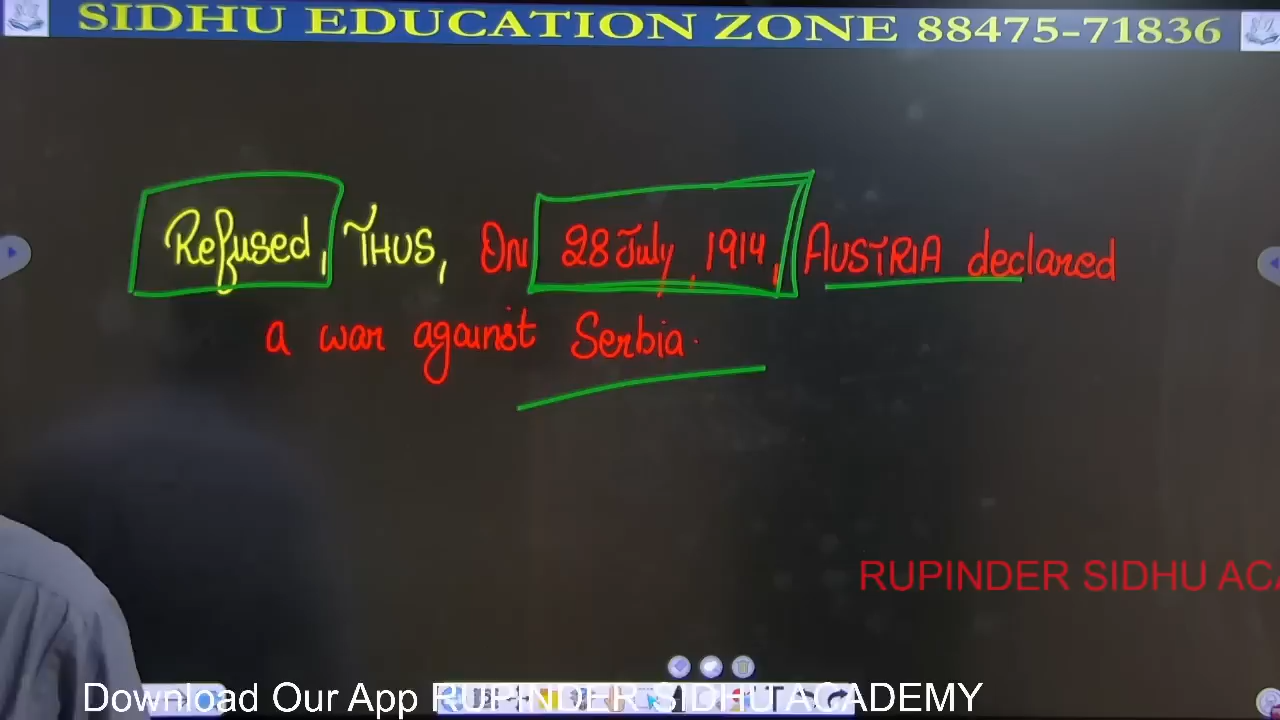 SIDHU EDUCATION ZONE 88475-71836
Refused, THUS, ON 28 July, 1914, AUSTRIA declared
a war against Serbia.
RUPINDER SIDHU ACA
Download Our App RUPINDER SIDHU ACADEMY